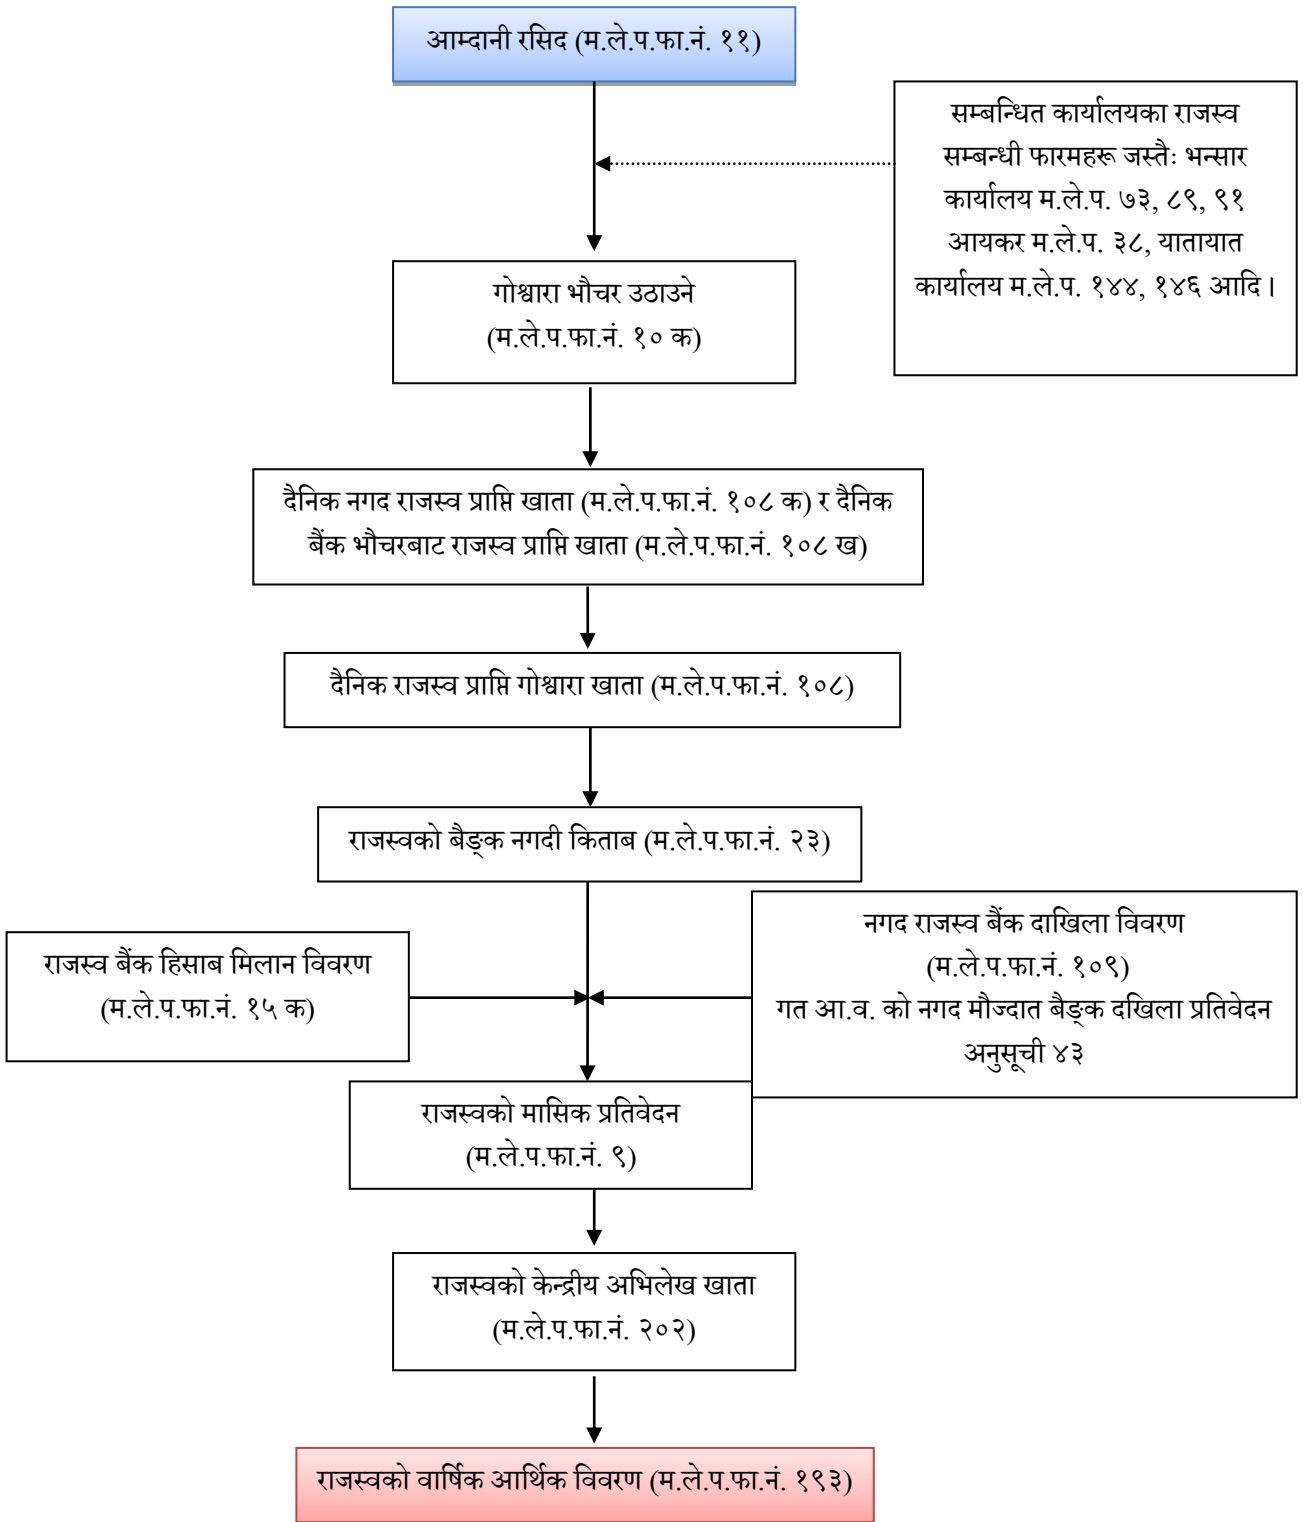 आम्दानी रसिद (म.ले.प.फा.नं. ११)
सम्बन्धित कार्यालयका राजस्व
सम्बन्धी फारमहरू जस्तैः भन्सार
कार्यालय म.ले.प. ७३, ८९, ९१
आयकर म.ले.प. ३८, यातायात
कार्यालय म.ले.प. १४४, १४६ आदि।
गोश्वारा भौचर उठाउने
(म.ले.प.फा.नं. १० क)
दैनिक नगद राजस्व प्राप्ति खाता (म.ले.प.फा.नं. १०८ क) र दैनिक
बैंक भौचरबाट राजस्व प्राप्ति खाता (म.ले.प.फा.नं. १०८ ख)
दैनिक राजस्व प्राप्ति गोश्वारा खाता (म.ले.प.फा.नं. १०८)
राजस्वको बैङ्क नगदी किताब (म.ले.प.फा.नं. २३)
राजस्व बैंक हिसाब मिलान विवरण
(म.ले.प.फा.नं. १५ क)
नगद राजस्व बैंक दाखिला विवरण
(म.ले.प.फा.नं. १०९)
गत आ.व. को नगद मौज्दात बैङ्क दखिला प्रतिवेदन
अनुसूची ४३
राजस्वको मासिक प्रतिवेदन
(म.ले.प.फा.नं. ९)
राजस्वको केन्द्रीय अभिलेख खाता
(म.ले.प.फा.नं. २०२)
राजस्वको वार्षिक आर्थिक विवरण (म.ले.प.फा.नं. १९३)